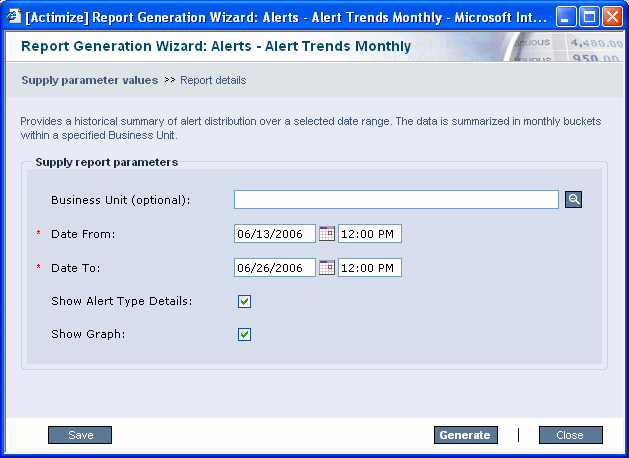 [Actimize] Report Generation Wizard: Alerts - Alert Trends Monthly - Microsoft Int...
Report Generation Wizard: Alerts - Alert Trends Monthly
4,480.00
950.00
Supply parameter values >> Report details
Provides a historical summary of alert distribution over a selected date range. The data is summarized in monthly buckets
within a specified Business Unit.
Supply report parameters
Business Unit (optional):
* Date From: 06/13/2006 12:00 PM
* Date To: 06/26/2006 12:00 PM
Show Alert Type Details:
Show Graph:
Save Generate | Close